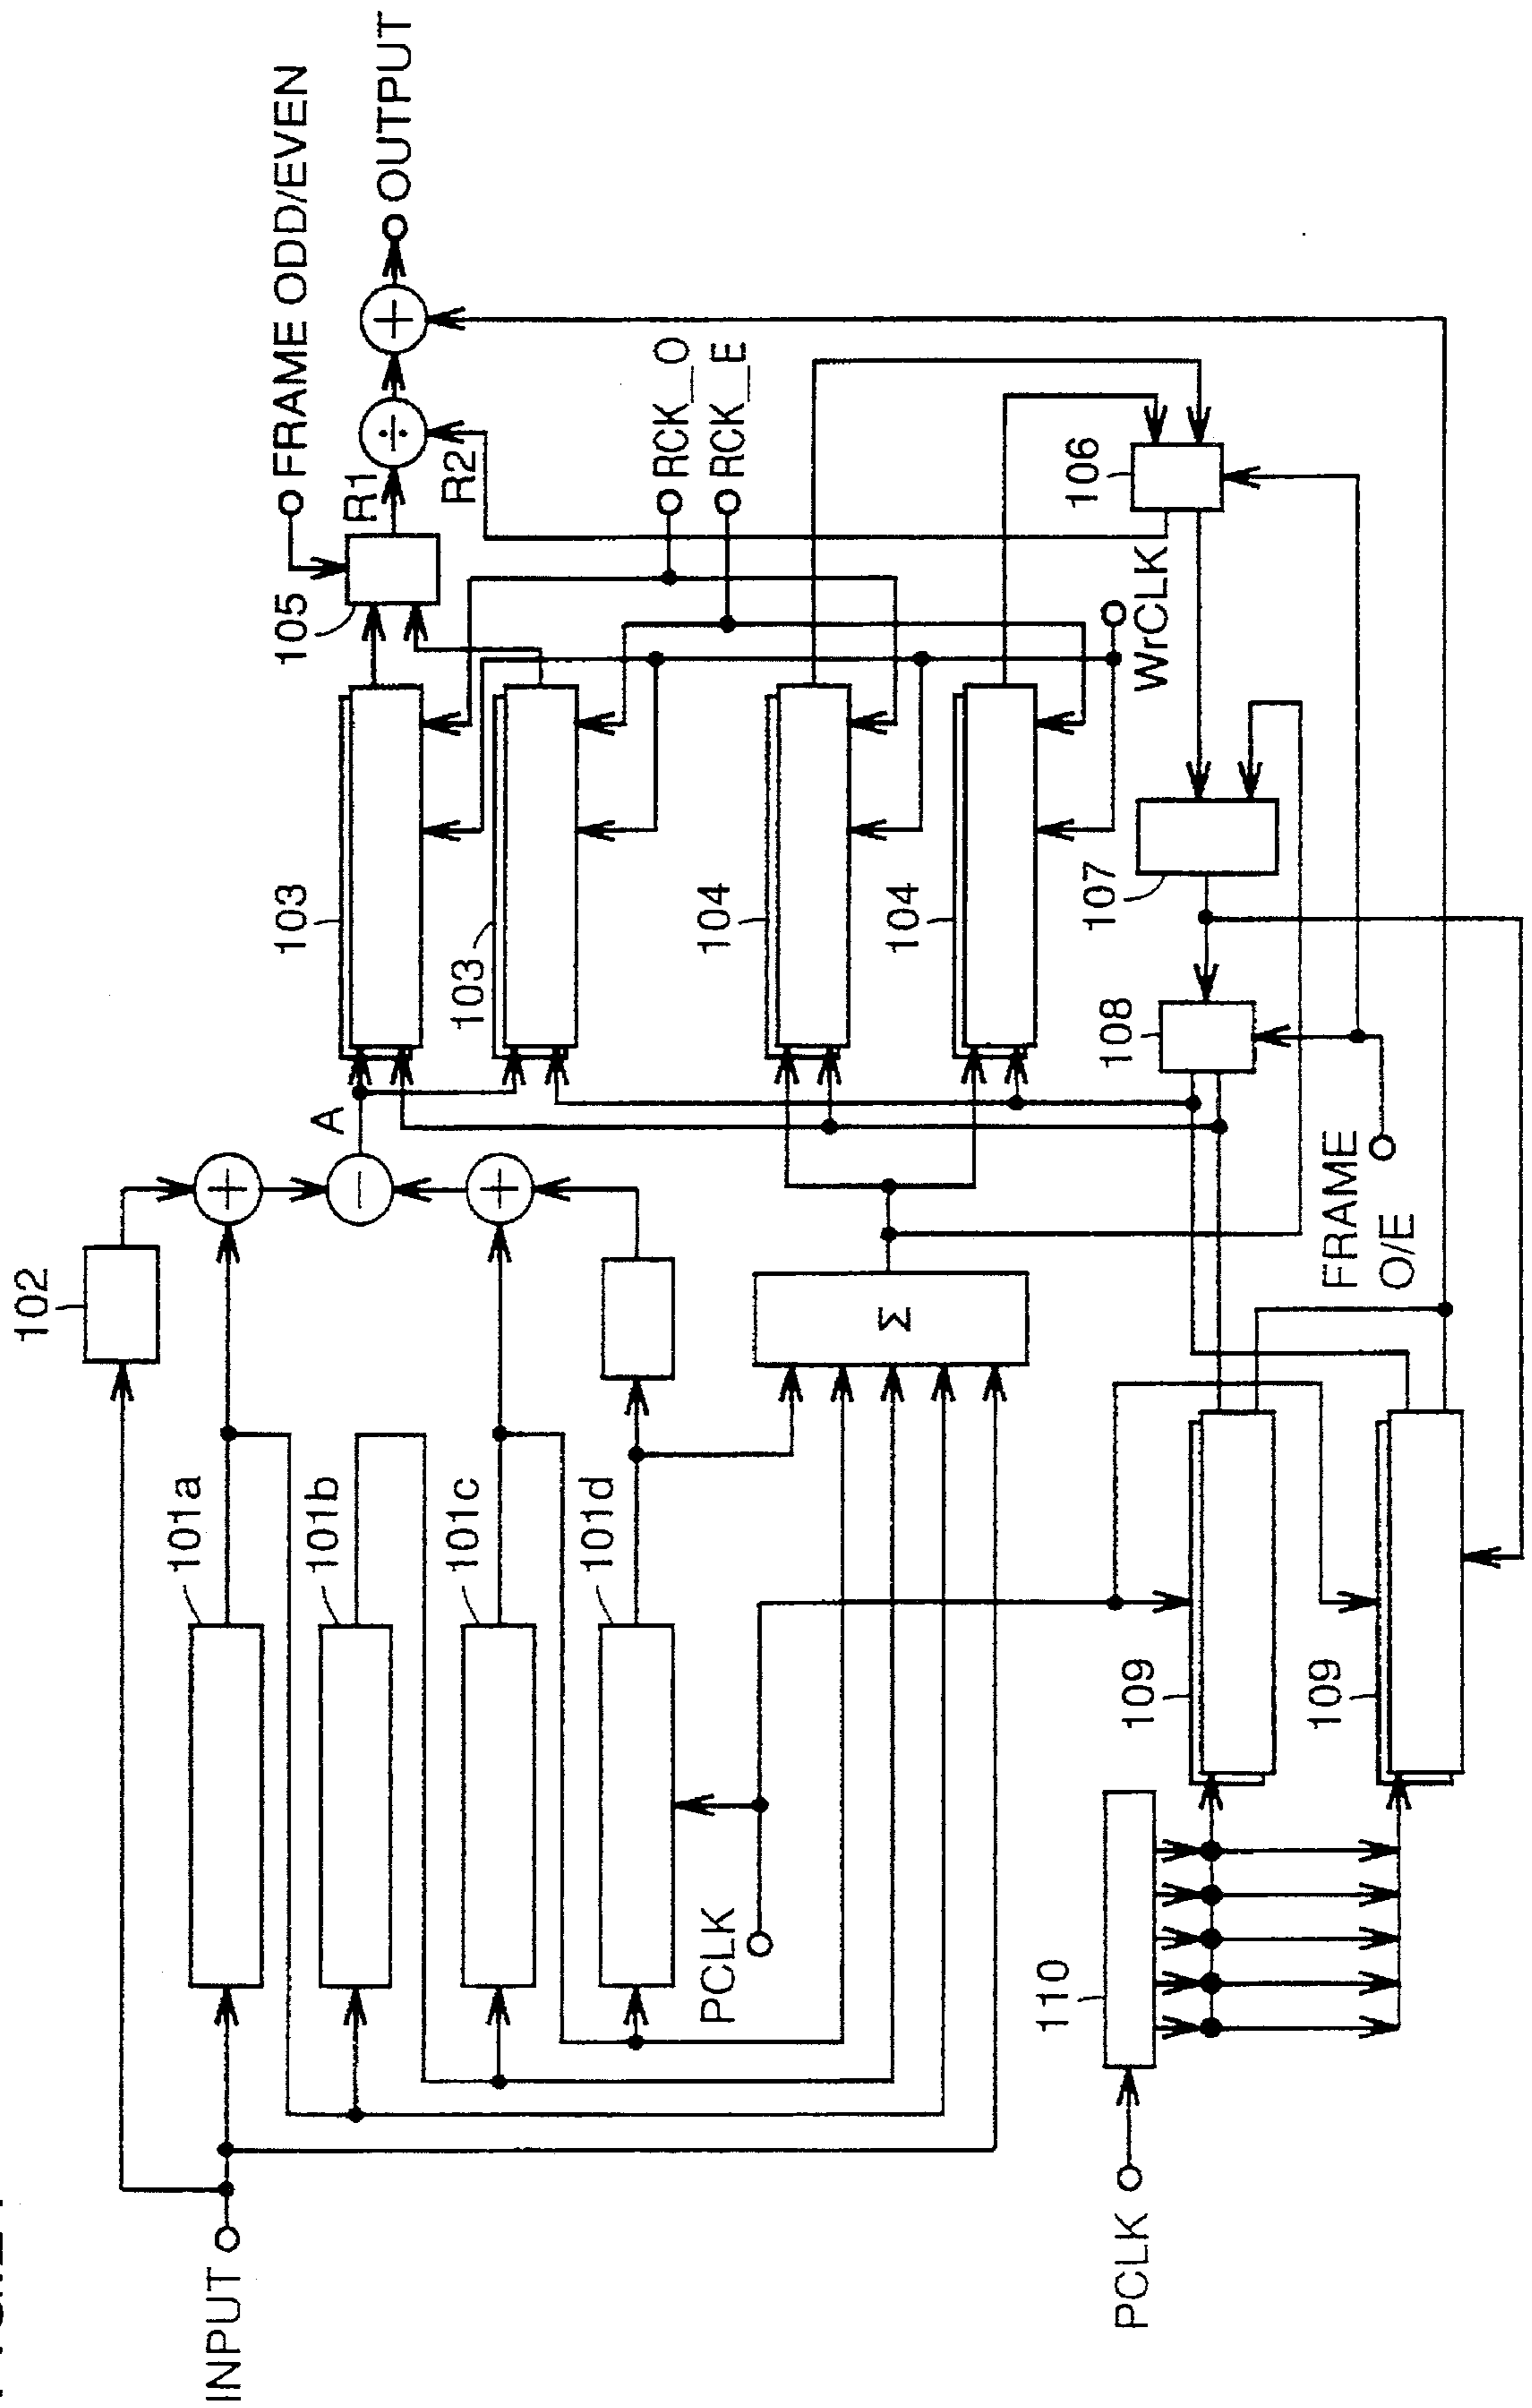 INPUT
102
101a
101b
101c
101d
PCLK
Σ
A
103
103
104
104
105
FRAME ODD/EVEN
R1
R2
OUTPUT
RCK_O
RCK_E
WrCLK
106
107
108
FRAME
O/E
109
109
110
PCLK